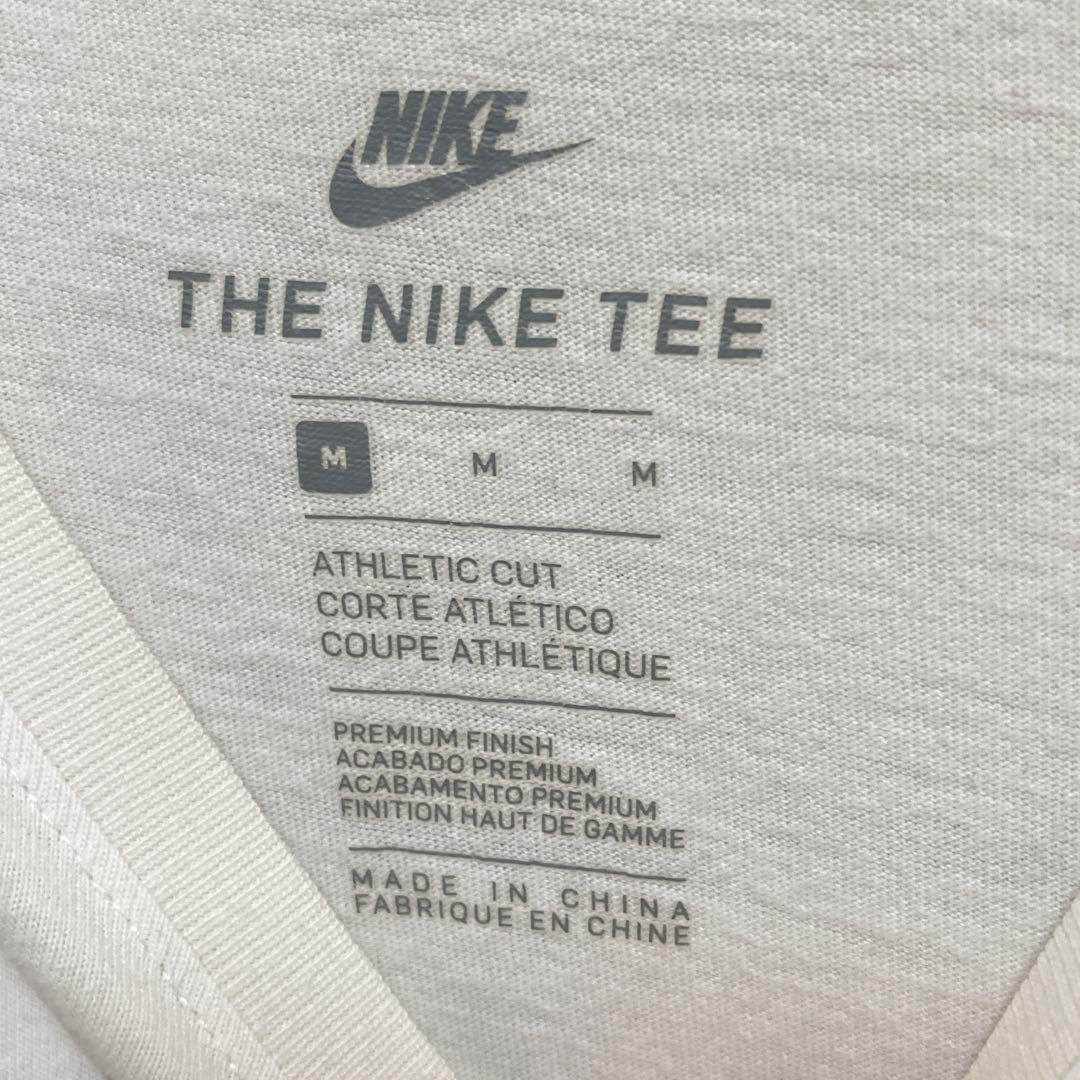 NIKE
THE NIKE TEE
M M M
ATHLETIC CUT
CORTE ATLÉTICO
COUPE ATHLÉTIQUE
PREMIUM FINISH
ACABADO PREMIUM
ACABAMENTO PREMIUM
FINITION HAUT DE GAMME
MADE IN CHINA
FABRIQUE EN CHINE